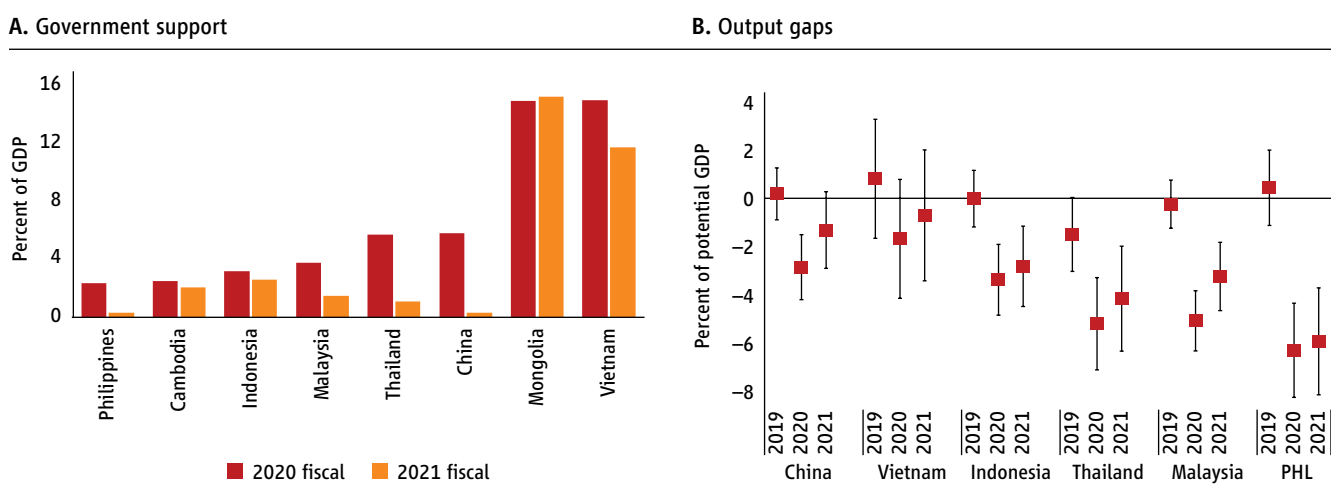 A. Government support
Percent of GDP
16
12
8
4
0
Philippines
Cambodia
Indonesia
Malaysia
Thailand
China
Mongolia
Vietnam
2020 fiscal
2021 fiscal
B. Output gaps
Percent of potential GDP
4
2
0
−2
−4
−6
−8
2019
2020
2021
2019
2020
2021
2019
2020
2021
2019
2020
2021
2019
2020
2021
2019
2020
2021
China
Vietnam
Indonesia
Thailand
Malaysia
PHL